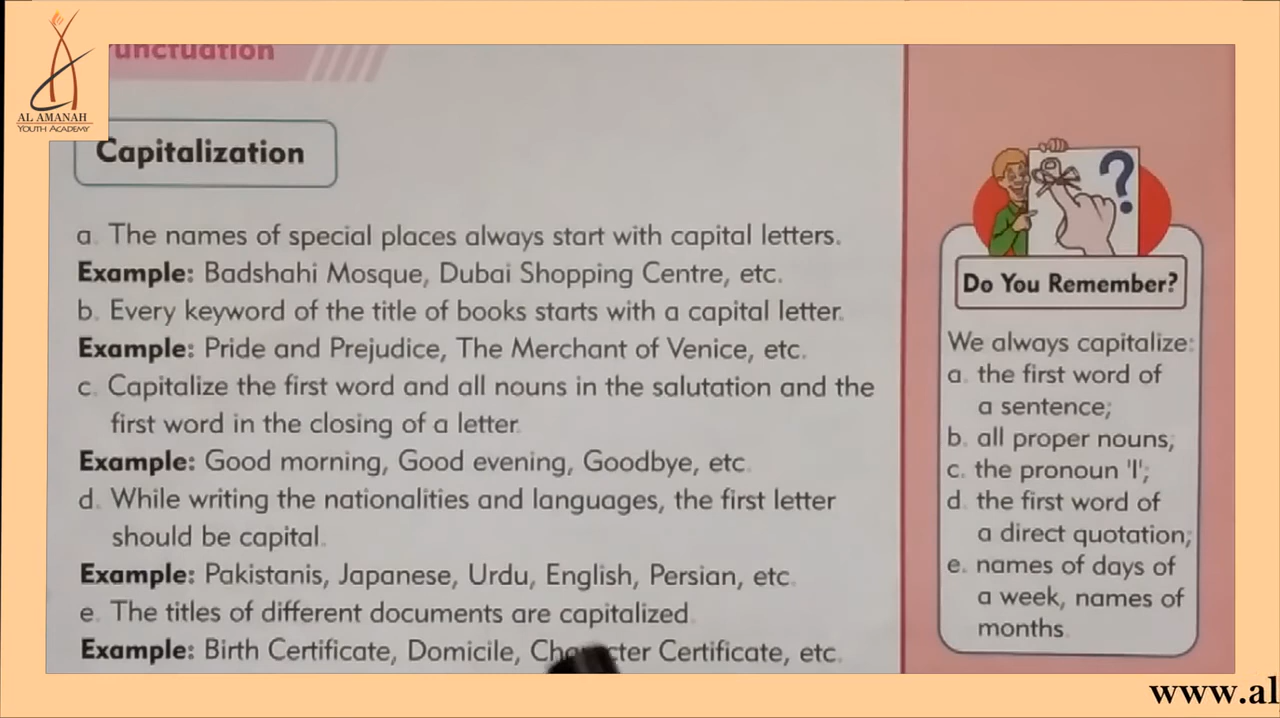 AL AMANAH
YOUTH ACADEMY
unctuation
Capitalization
a. The names of special places always start with capital letters.
Example: Badshahi Mosque, Dubai Shopping Centre, etc.
b. Every keyword of the title of books starts with a capital letter.
Example: Pride and Prejudice, The Merchant of Venice, etc.
c. Capitalize the first word and all nouns in the salutation and the
first word in the closing of a letter.
Example: Good morning, Good evening, Goodbye, etc.
d. While writing the nationalities and languages, the first letter
should be capital.
Example: Pakistanis, Japanese, Urdu, English, Persian, etc.
e. The titles of different documents are capitalized.
Example: Birth Certificate, Domicile, Character Certificate, etc.
?
Do You Remember?
We always capitalize:
a. the first word of
a sentence;
b. all proper nouns;
c. the pronoun 'I';
d. the first word of
a direct quotation;
e. names of days of
a week, names of
months.
www.al